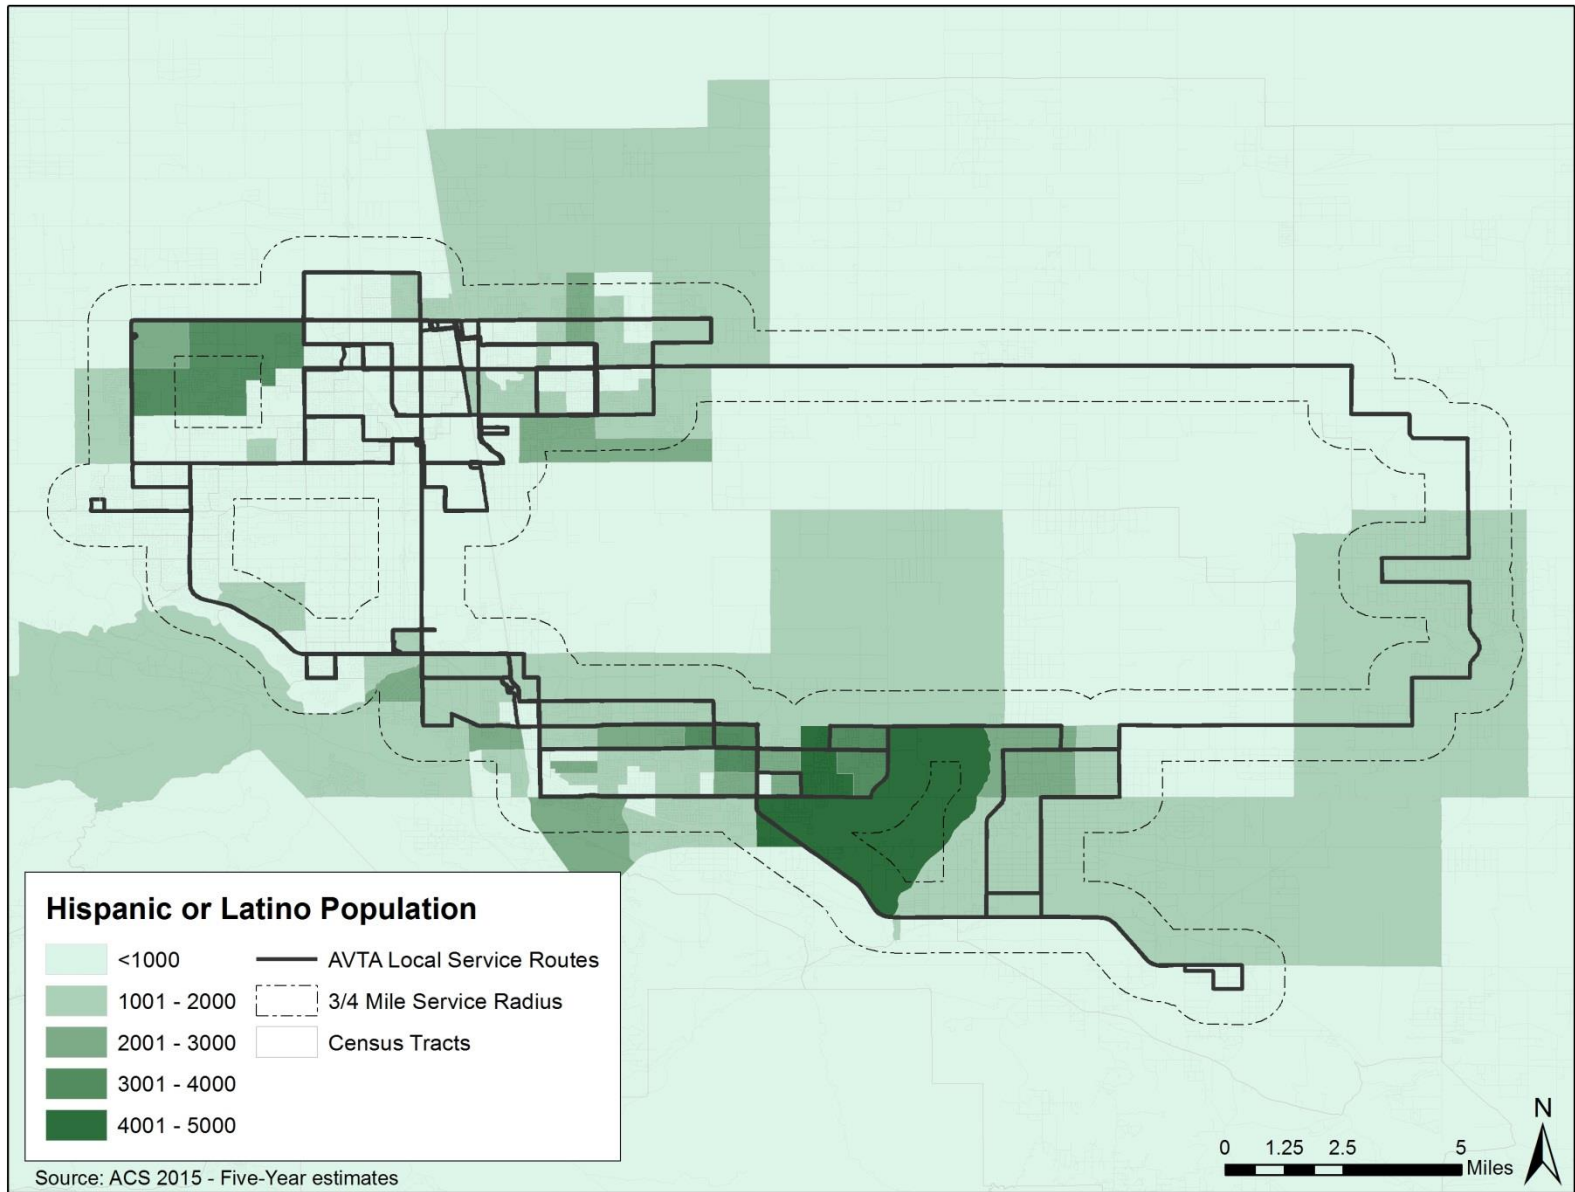 Hispanic or Latino Population
<1000
1001 - 2000
2001 - 3000
3001 - 4000
4001 - 5000
AVTA Local Service Routes
3/4 Mile Service Radius
Census Tracts
Source: ACS 2015 - Five-Year estimates
0 1.25 2.5 5
Miles
N